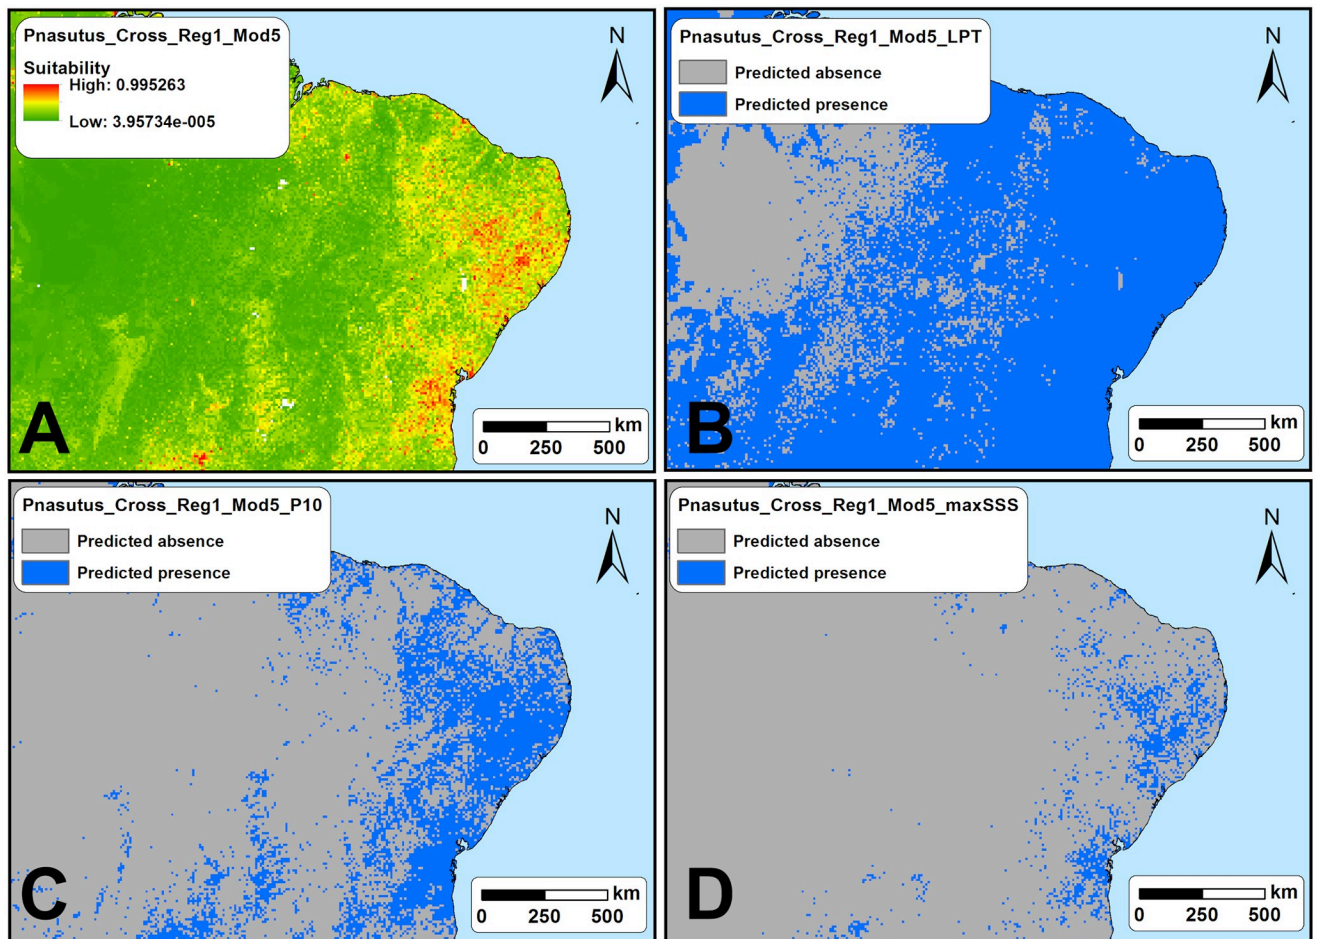 Pnasutus_Cross_Reg1_Mod5
Suitability
High: 0.995263
Low: 3.95734e-005
N
A
km
0 250 500
Pnasutus_Cross_Reg1_Mod5_LPT
Predicted absence
Predicted presence
N
B
km
0 250 500
Pnasutus_Cross_Reg1_Mod5_P10
Predicted absence
Predicted presence
N
C
km
0 250 500
Pnasutus_Cross_Reg1_Mod5_maxSSS
Predicted absence
Predicted presence
N
D
km
0 250 500